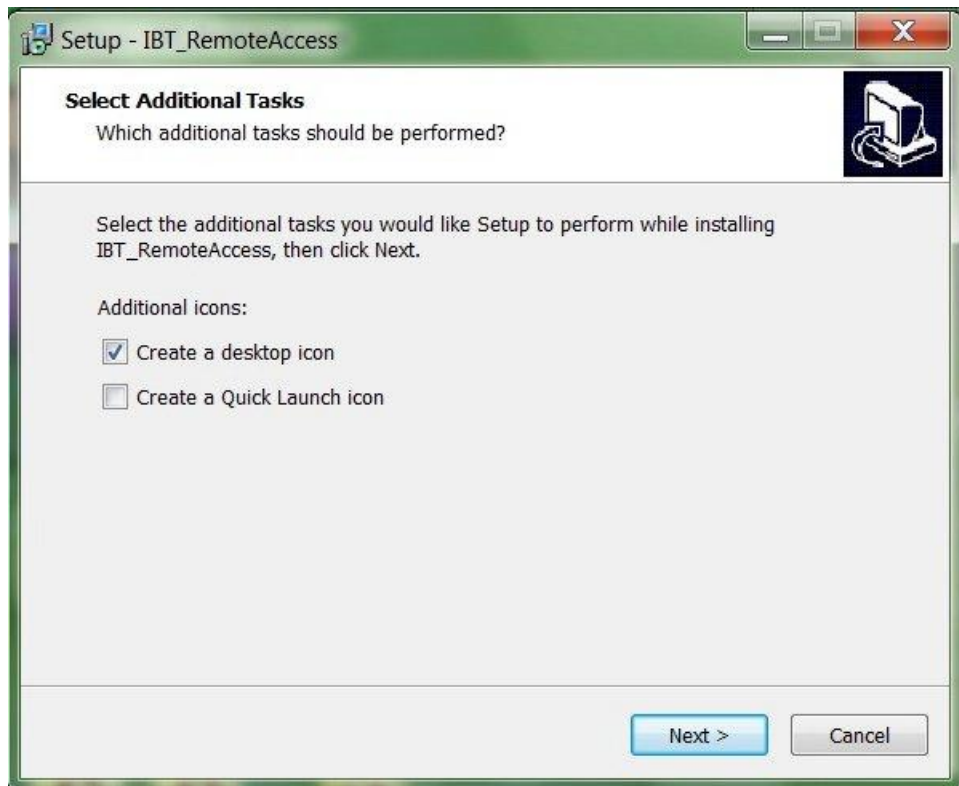 Setup - IBT_RemoteAccess
X
Select Additional Tasks
Which additional tasks should be performed?
Select the additional tasks you would like Setup to perform while installing
IBT_RemoteAccess, then click Next.
Additional icons:
Create a desktop icon
Create a Quick Launch icon
Next >
Cancel